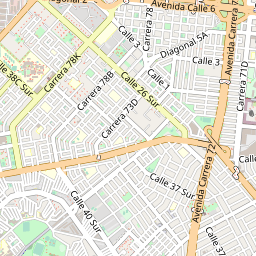 Diagonal 2
Avenida Calle 6
Calle 3
Carrera 78
Diagonal 5A
Calle 3
Avenida Carrera 72
Carrera 71D
Carrera 78K
Carrera 78B
Calle 1
Calle 38C Sur
Calle 26 Sur
Carrera 73D
Avenida Carrera 72
Calle 37 Sur
Calle 40 Sur